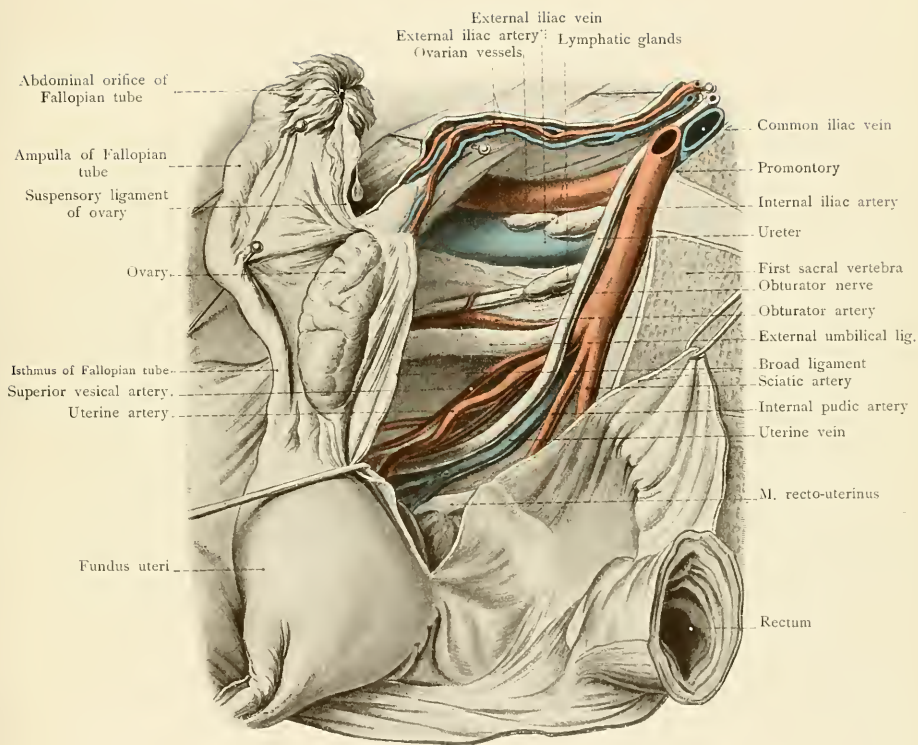 External iliac vein
External iliac artery
Lymphatic glands
Ovarian vessels
Abdominal orifice of
Fallopian tube
Ampulla of Fallopian
tube
Suspensory ligament
of ovary
Ovary
Isthmus of Fallopian tube
Superior vesical artery
Uterine artery
Fundus uteri
Common iliac vein
Promontory
Internal iliac artery
Ureter
First sacral vertebra
Obturator nerve
Obturator artery
External umbilical lig.
Broad ligament
Sciatic artery
Internal pudic artery
Uterine vein
M. recto-uterinus
Rectum